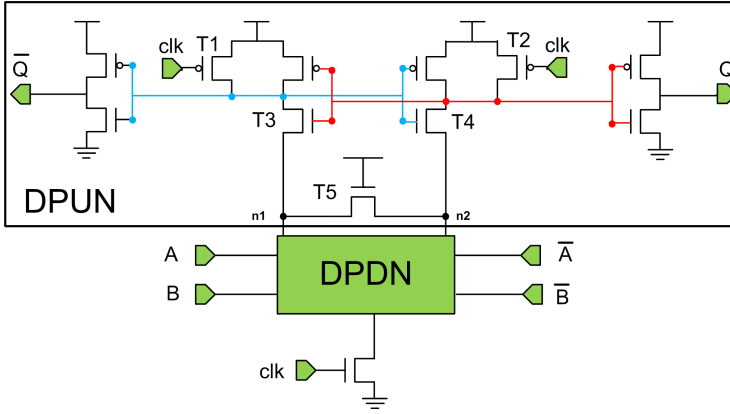 clk T1 T2 clk
Q̅ Q
T3 T4
T5
DPUN n1 n2
A DPDN A̅
B B̅
clk